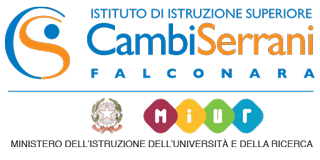 ISTITUTO DI ISTRUZIONE SUPERIORE
CambiSerrani
FALCONARA
MIUR
MINISTERO DELL'ISTRUZIONE DELL'UNIVERSITÀ E DELLA RICERCA